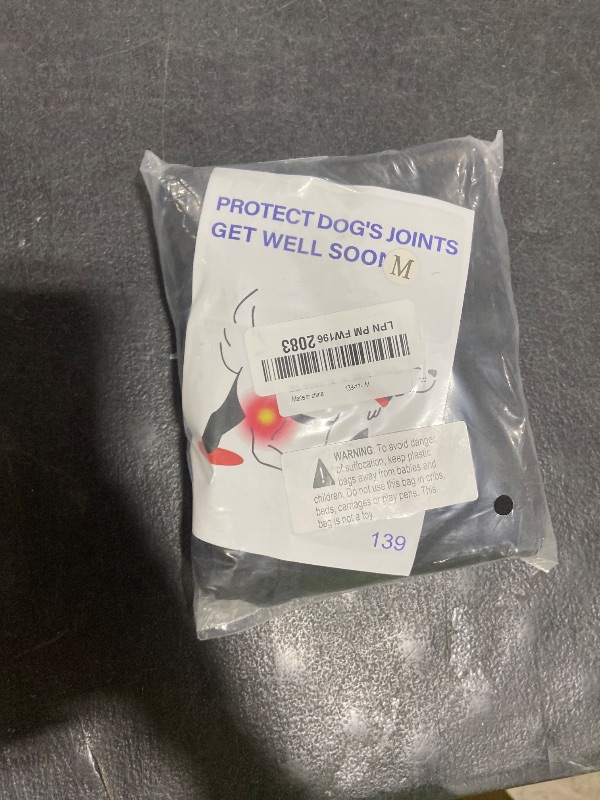 PROTECT DOG'S JOINTS
GET WELL SOON
M
LPN PM FW196 2083
Made in china
WARNING: To avoid danger
of suffocation, keep plastic
bags away from babies and
children. Do not use this bag in cribs,
beds, carriages or play pens. This
bag is not a toy.
139